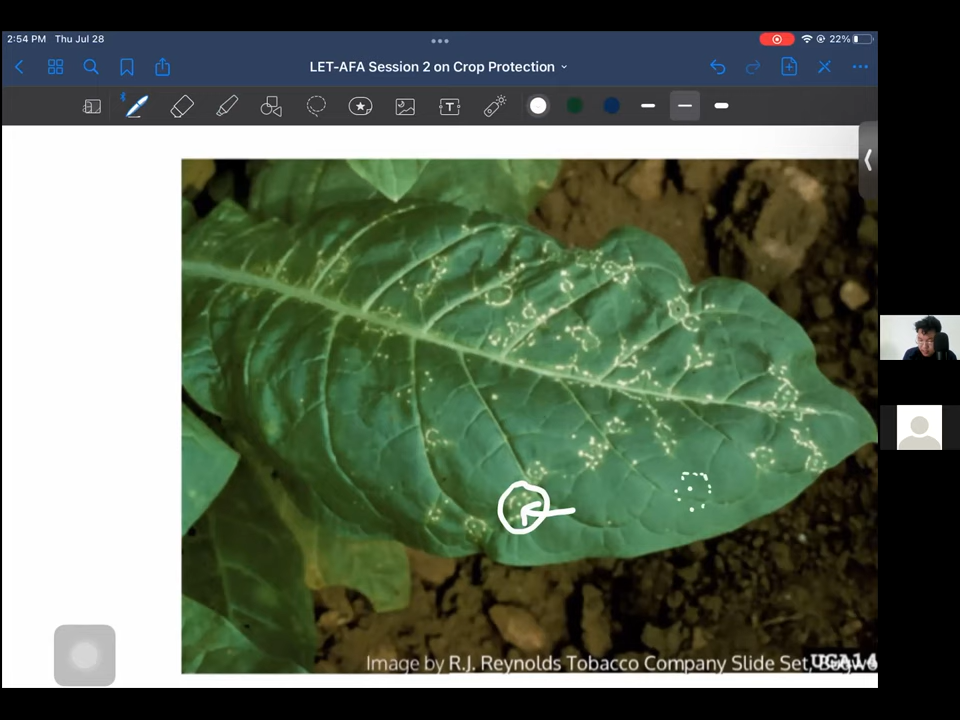 2:54 PM Thu Jul 28
22%
LET-AFA Session 2 on Crop Protection
T
Image by R.J. Reynolds Tobacco Company Slide Set,